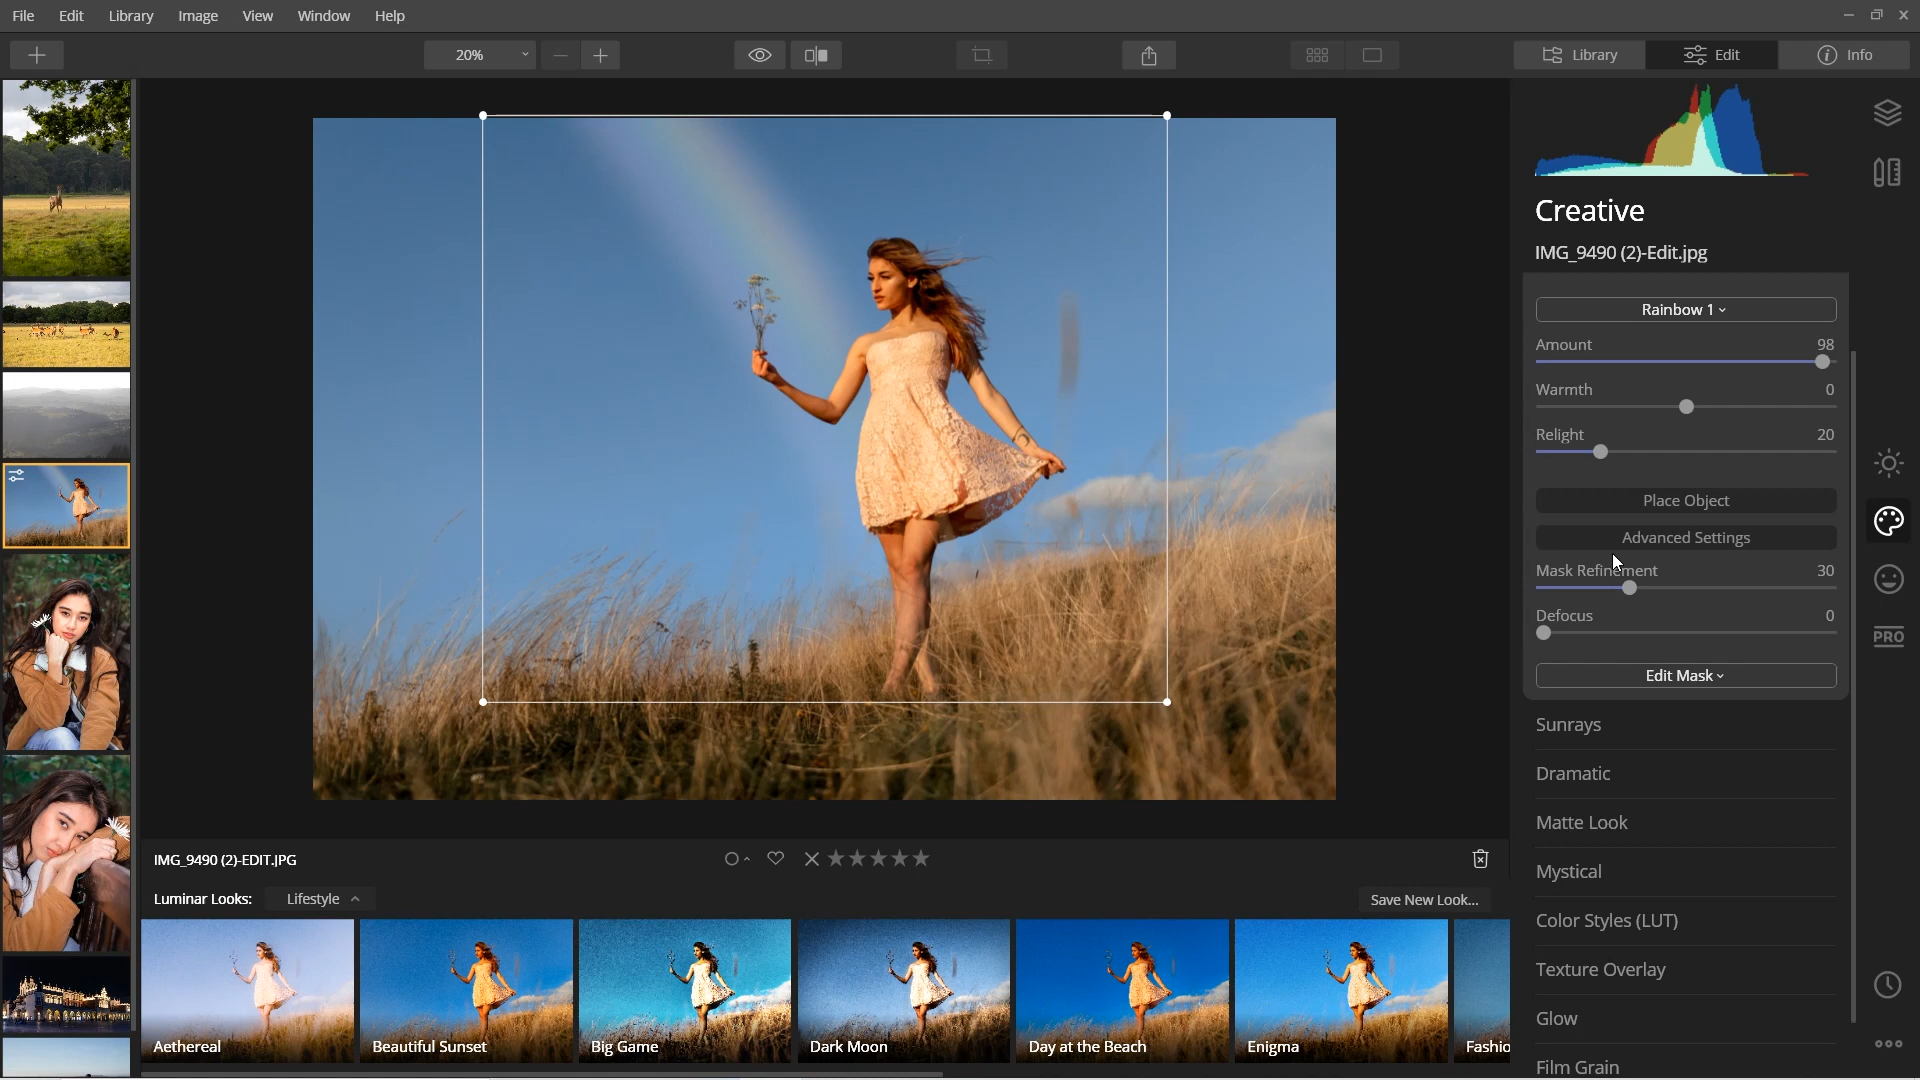 File Edit Library Image View Window Help
20%
Library Edit Info
Creative
IMG_9490 (2)-Edit.jpg
Rainbow 1
Amount 98
Warmth 0
Relight 20
Place Object
Advanced Settings
Mask Refinement 30
Defocus 0
Edit Mask
Sunrays
Dramatic
Matte Look
Mystical
Color Styles (LUT)
Texture Overlay
Glow
Film Grain
PRO
IMG_9490 (2)-EDIT.JPG
Luminar Looks: Lifestyle
Save New Look...
Aethereal
Beautiful Sunset
Big Game
Dark Moon
Day at the Beach
Enigma
Fashio